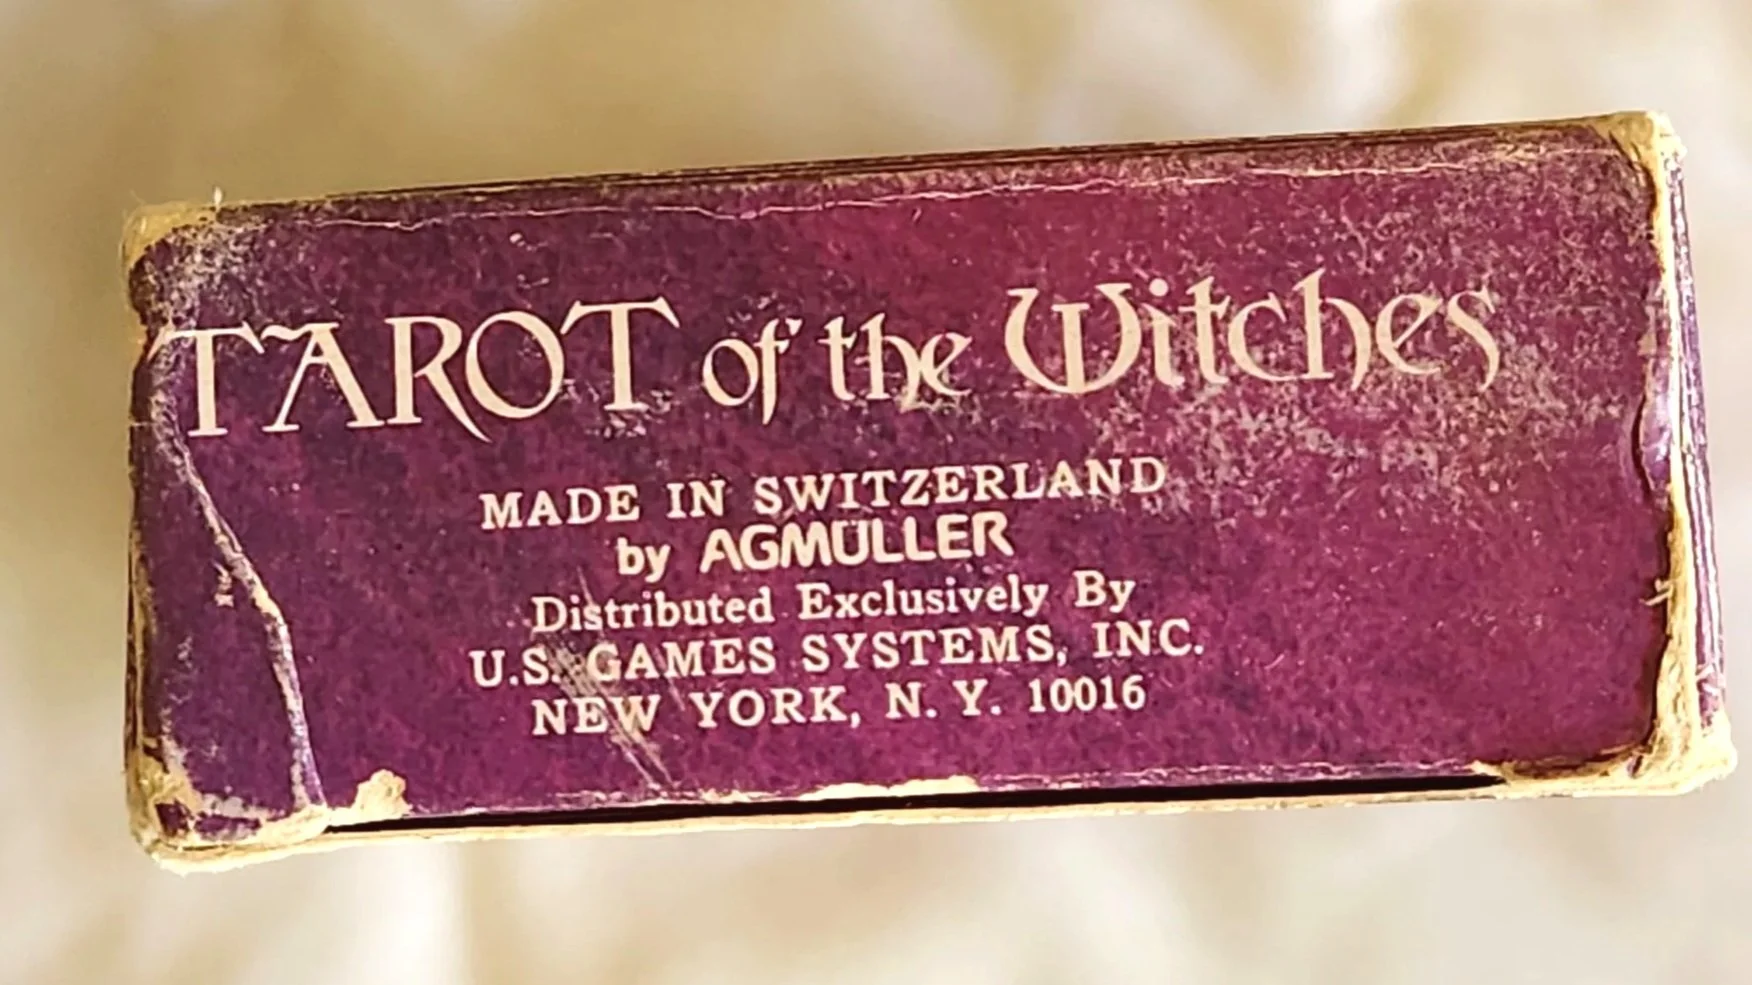 TAROT of the Witches
MADE IN SWITZERLAND
by AGMÜLLER
Distributed Exclusively By
U.S. GAMES SYSTEMS, INC.
NEW YORK, N. Y. 10016